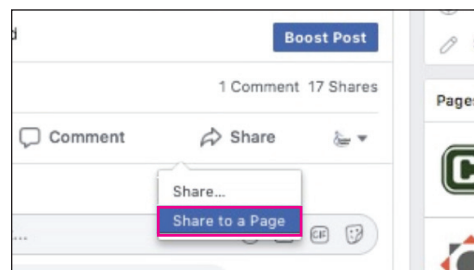 d
Boost Post
1 Comment 17 Shares
Comment Share
Pages
Share...
Share to a Page
...
GIF
C